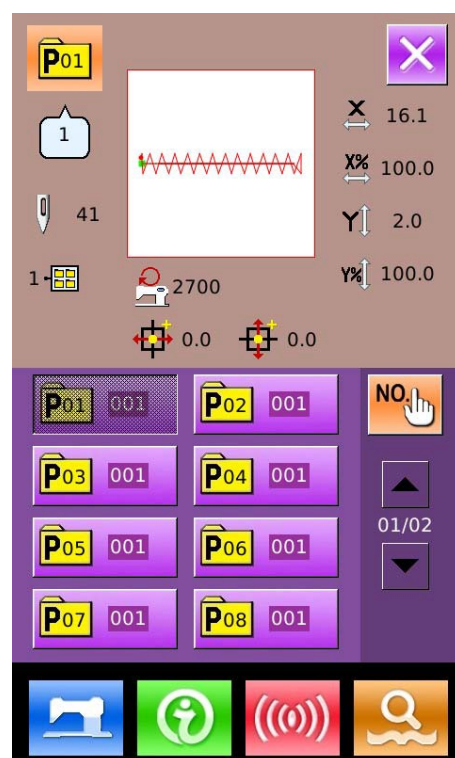 P01
1
X 16.1
X% 100.0
41
Y 2.0
1 2700 Y% 100.0
0.0 0.0
P01 001 P02 001 NO.
P03 001 P04 001
01/02
P05 001 P06 001
P07 001 P08 001